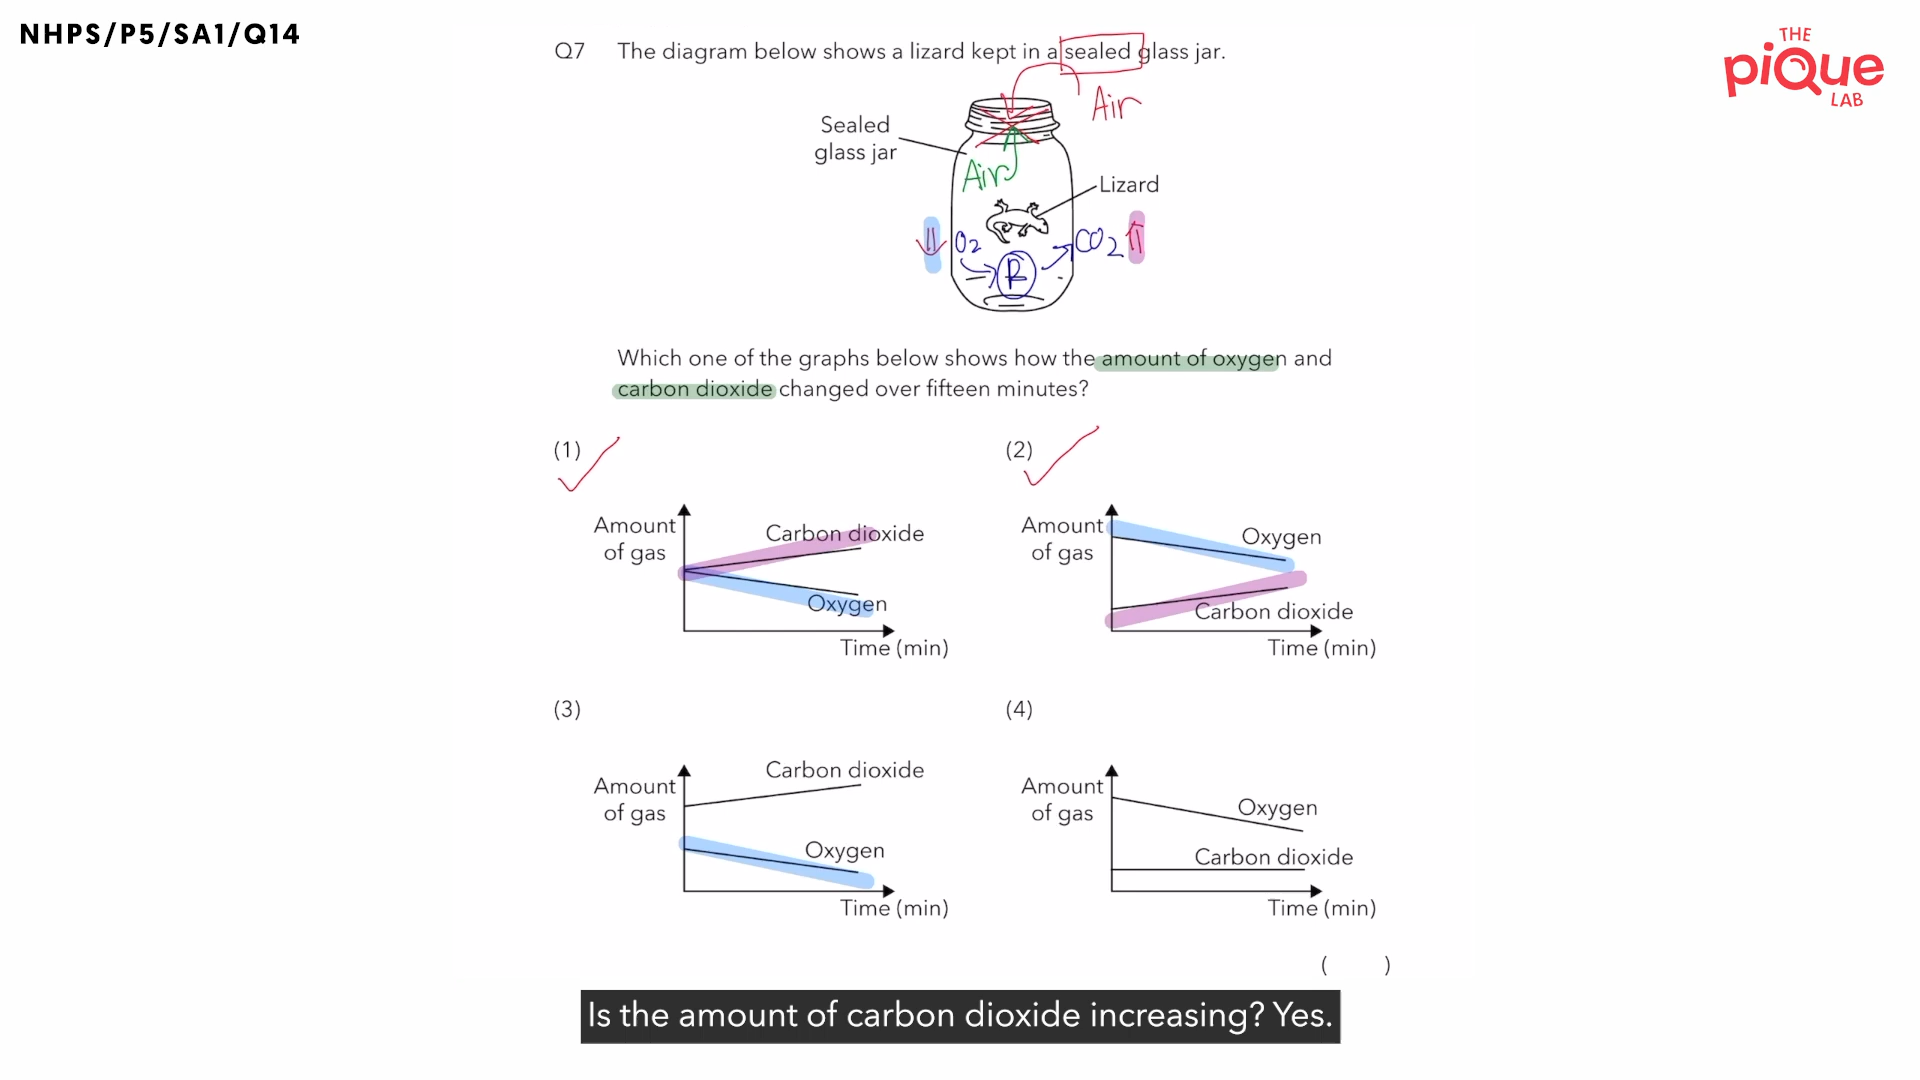 NHPS/P5/SA1/Q14
THE
piQue
LAB
Q7 The diagram below shows a lizard kept in a sealed glass jar.
Air
Sealed
glass jar
Air
Lizard
O2
CO2
R
Which one of the graphs below shows how the amount of oxygen and
carbon dioxide changed over fifteen minutes?
(1)
Amount
of gas
Carbon dioxide
Oxygen
Time (min)
(2)
Amount
of gas
Oxygen
Carbon dioxide
Time (min)
(3)
Amount
of gas
Carbon dioxide
Oxygen
Time (min)
(4)
Amount
of gas
Oxygen
Carbon dioxide
Time (min)
( )
Is the amount of carbon dioxide increasing? Yes.